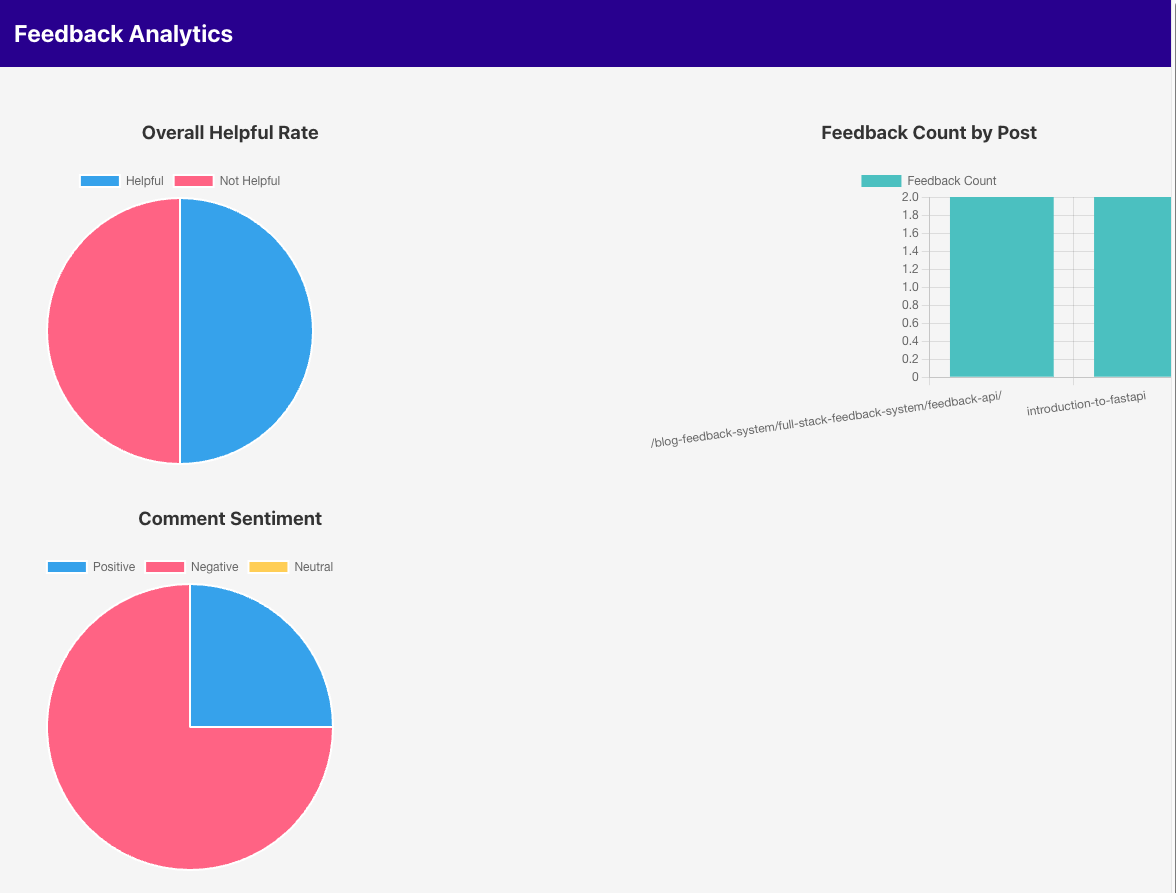 Feedback Analytics
Overall Helpful Rate
Helpful Not Helpful
Feedback Count by Post
Feedback Count
2.0
1.8
1.6
1.4
1.2
1.0
0.8
0.6
0.4
0.2
0
/blog-feedback-system/full-stack-feedback-system/feedback-api/
introduction-to-fastapi
Comment Sentiment
Positive Negative Neutral